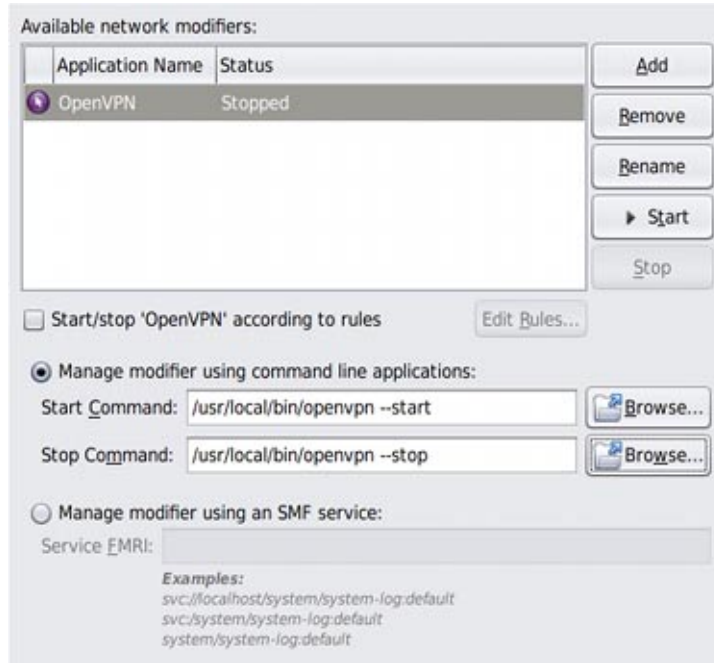 Available network modifiers:
Application Name Status
Add
OpenVPN Stopped
Remove
Rename
Start
Stop
Start/stop 'OpenVPN' according to rules Edit Rules...
Manage modifier using command line applications:
Start Command: /usr/local/bin/openvpn --start Browse...
Stop Command: /usr/local/bin/openvpn --stop Browse...
Manage modifier using an SMF service:
Service FMRI:
Examples:
svc://localhost/system/system-log:default
svc:/system/system-log:default
system/system-log:default